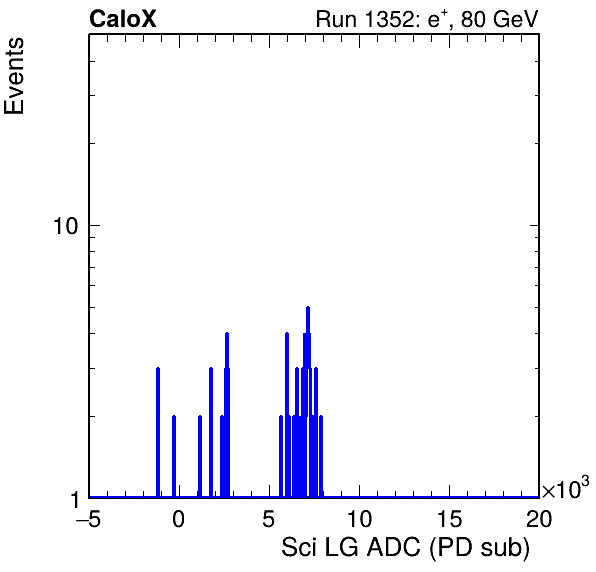 CaloX Run 1352: e⁺, 80 GeV
Events
10
1
−5 0 5 10 15 20
×10³
Sci LG ADC (PD sub)